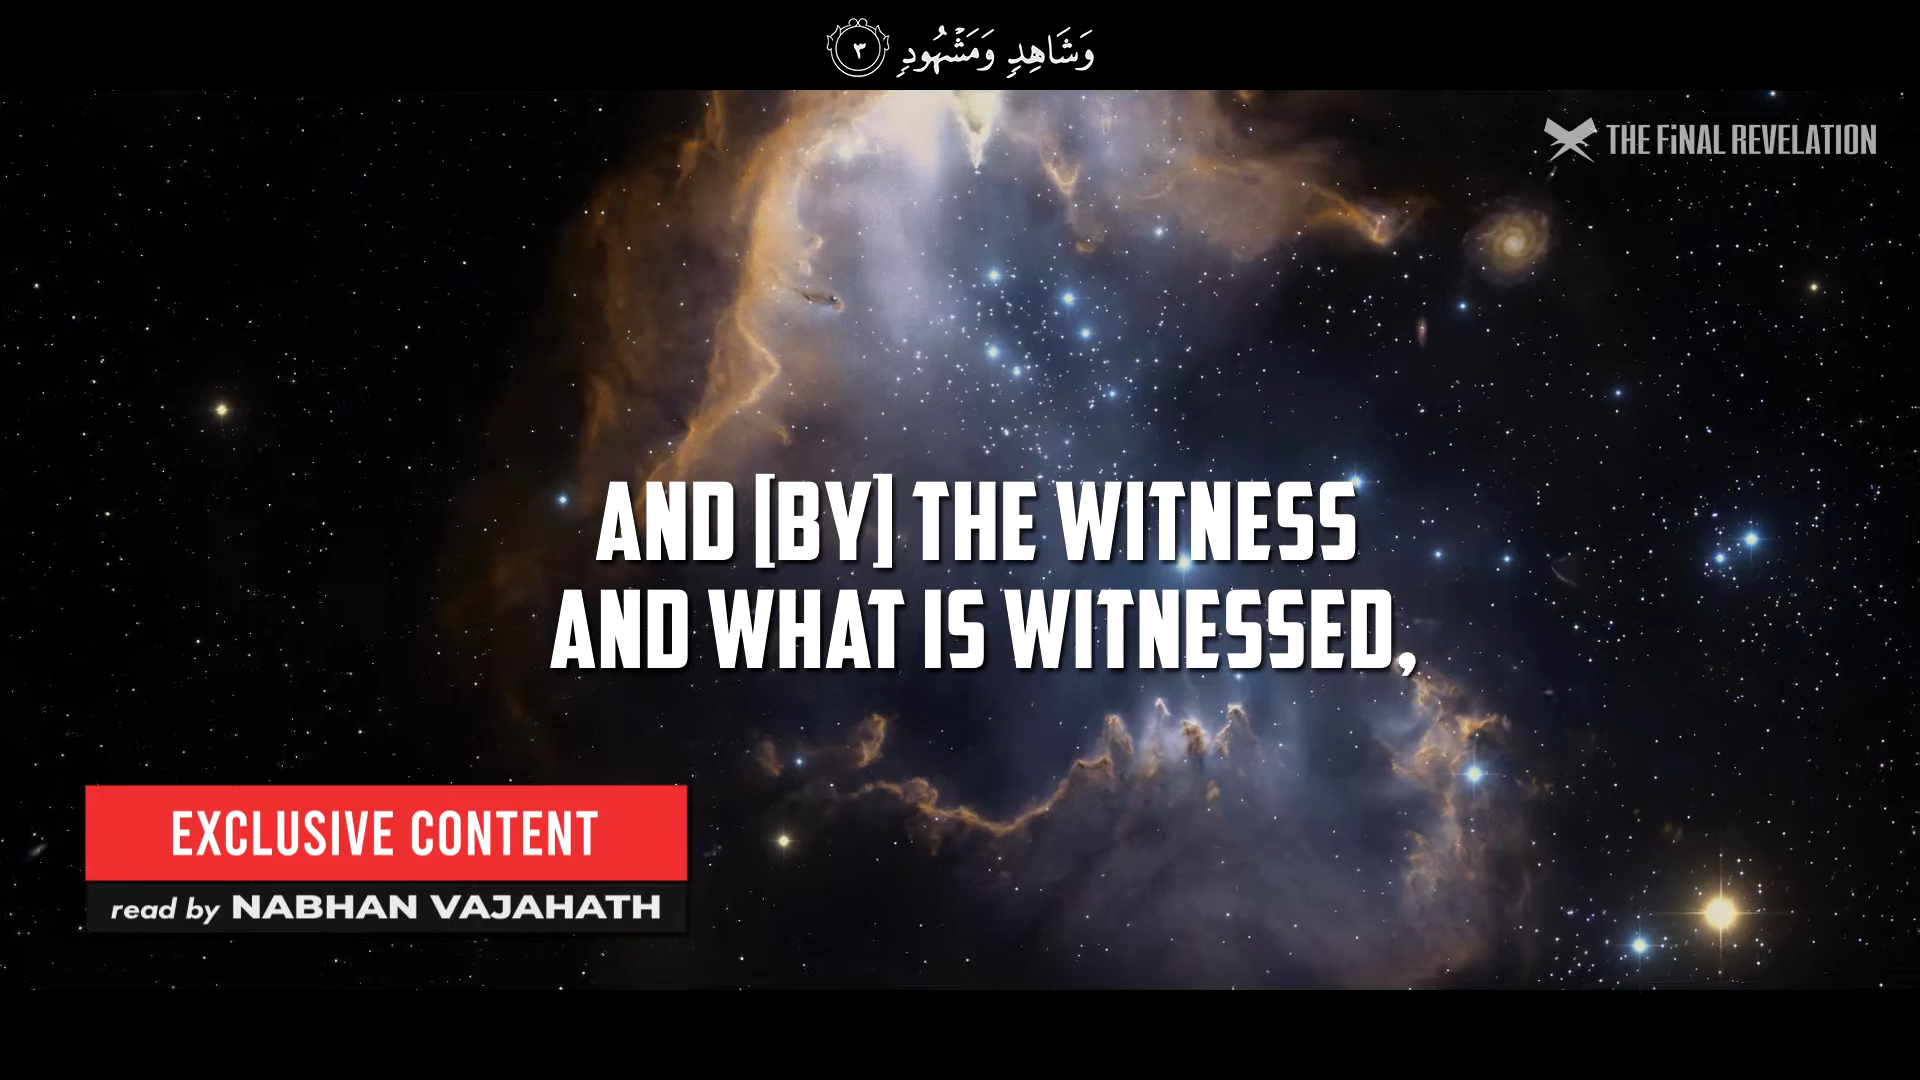 وَشَاهِدٍ وَمَشْهُودٍ ٣
THE FiNAL REVELATION
AND [BY] THE WITNESS
AND WHAT IS WITNESSED,
EXCLUSIVE CONTENT
read by NABHAN VAJAHATH